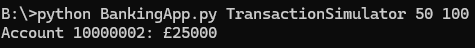 B:\>python BankingApp.py TransactionSimulator 50 100
Account 10000002: £25000